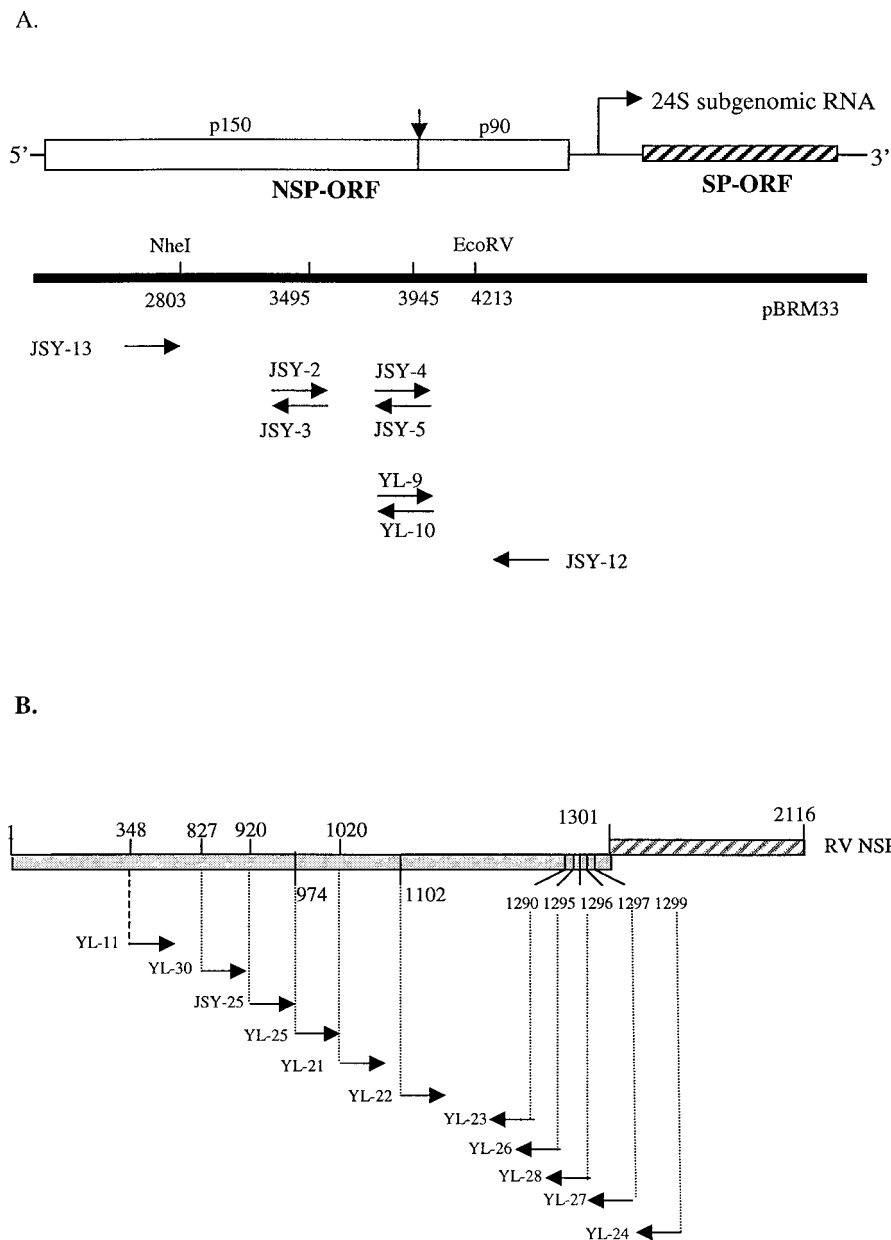 A.
24S subgenomic RNA
p150 p90
5’ 3’
NSP-ORF SP-ORF
NheI EcoRV
2803 3495 3945 4213 pBRM33
JSY-13
JSY-2 JSY-4
JSY-3 JSY-5
YL-9
YL-10
JSY-12
B.
1 348 827 920 1020 1301 2116
RV NSP
974 1102 1290 1295 1296 1297 1299
YL-11
YL-30
JSY-25
YL-25
YL-21
YL-22
YL-23
YL-26
YL-28
YL-27
YL-24